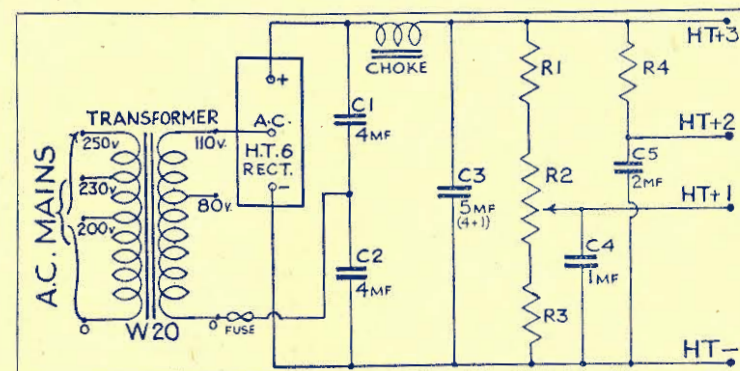 HT+3
CHOKE
R1
R4
+
TRANSFORMER
A.C.
C1
4MF
250V
110V.
H.T.6
RECT.
HT+2
C5
2MF
A.C. MAINS
230V
80V.
-
C3
5MF
(4+1)
R2
HT+1
200V
C2
4MF
C4
1MF
R3
0
W20
0
FUSE
HT-